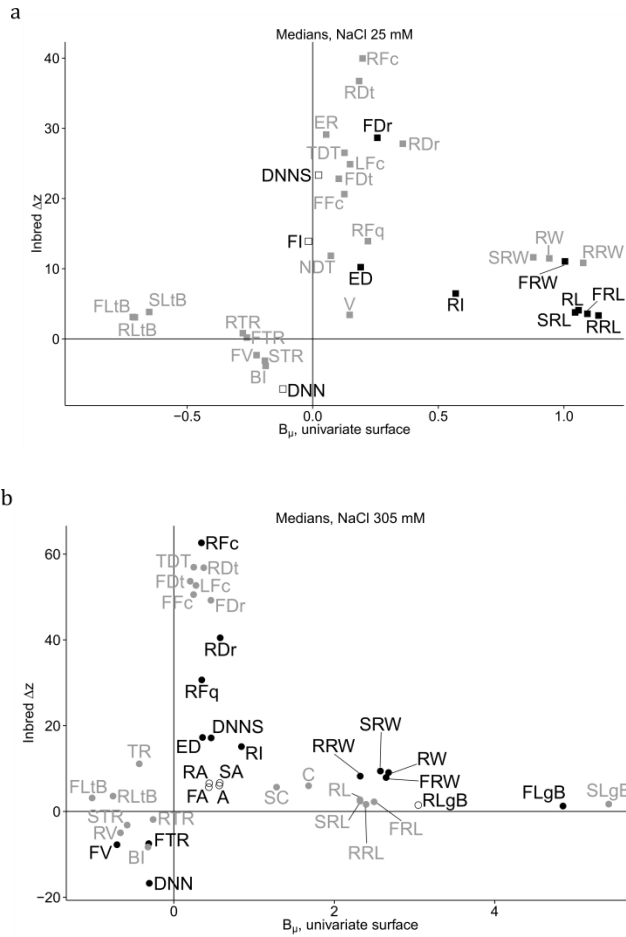 a
Medians, NaCl 25 mM
40
RFc
RDt
30
ER
FDr
RDr
TDT
LFc
DNNS
FDt
FFc
20
Inbred Δz
FI
RFq
NDT
SRW
RW
RRW
10
ED
FRW
RI
RL
FRL
FLtB
SLtB
RLtB
V
SRL
RRL
RTR
0
FTR
FV
STR
BI
DNN
−0.5
0.0
0.5
1.0
Bμ, univariate surface
b
Medians, NaCl 305 mM
RFc
60
TDT
RDt
FDt
LFc
FFc
FDr
40
RDr
RFq
Inbred Δz
20
ED
DNNS
SRW
RI
RRW
RW
TR
RA
SA
C
FRW
FLtB
RLtB
FA
A
SC
RL
RLgB
FLgB
SLgB
0
STR
RTR
SRL
FRL
RV
FTR
RRL
FV
BI
DNN
−20
0
2
4
Bμ, univariate surface